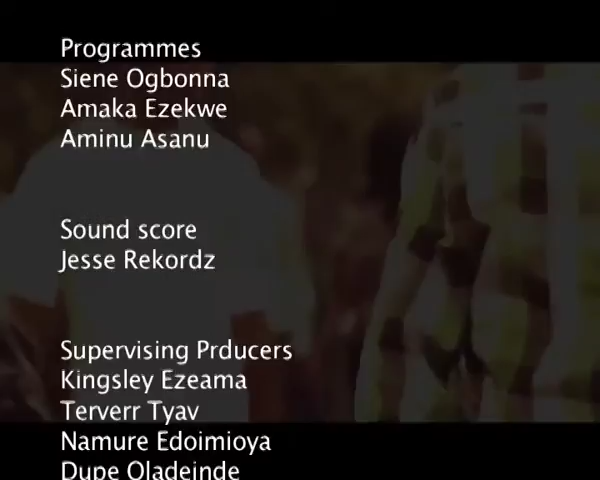 Programmes
Siene Ogbonna
Amaka Ezekwe
Aminu Asanu
Sound score
Jesse Rekordz
Supervising Prducers
Kingsley Ezeama
Terverr Tyav
Namure Edoimioya
Dupe Oladeinde